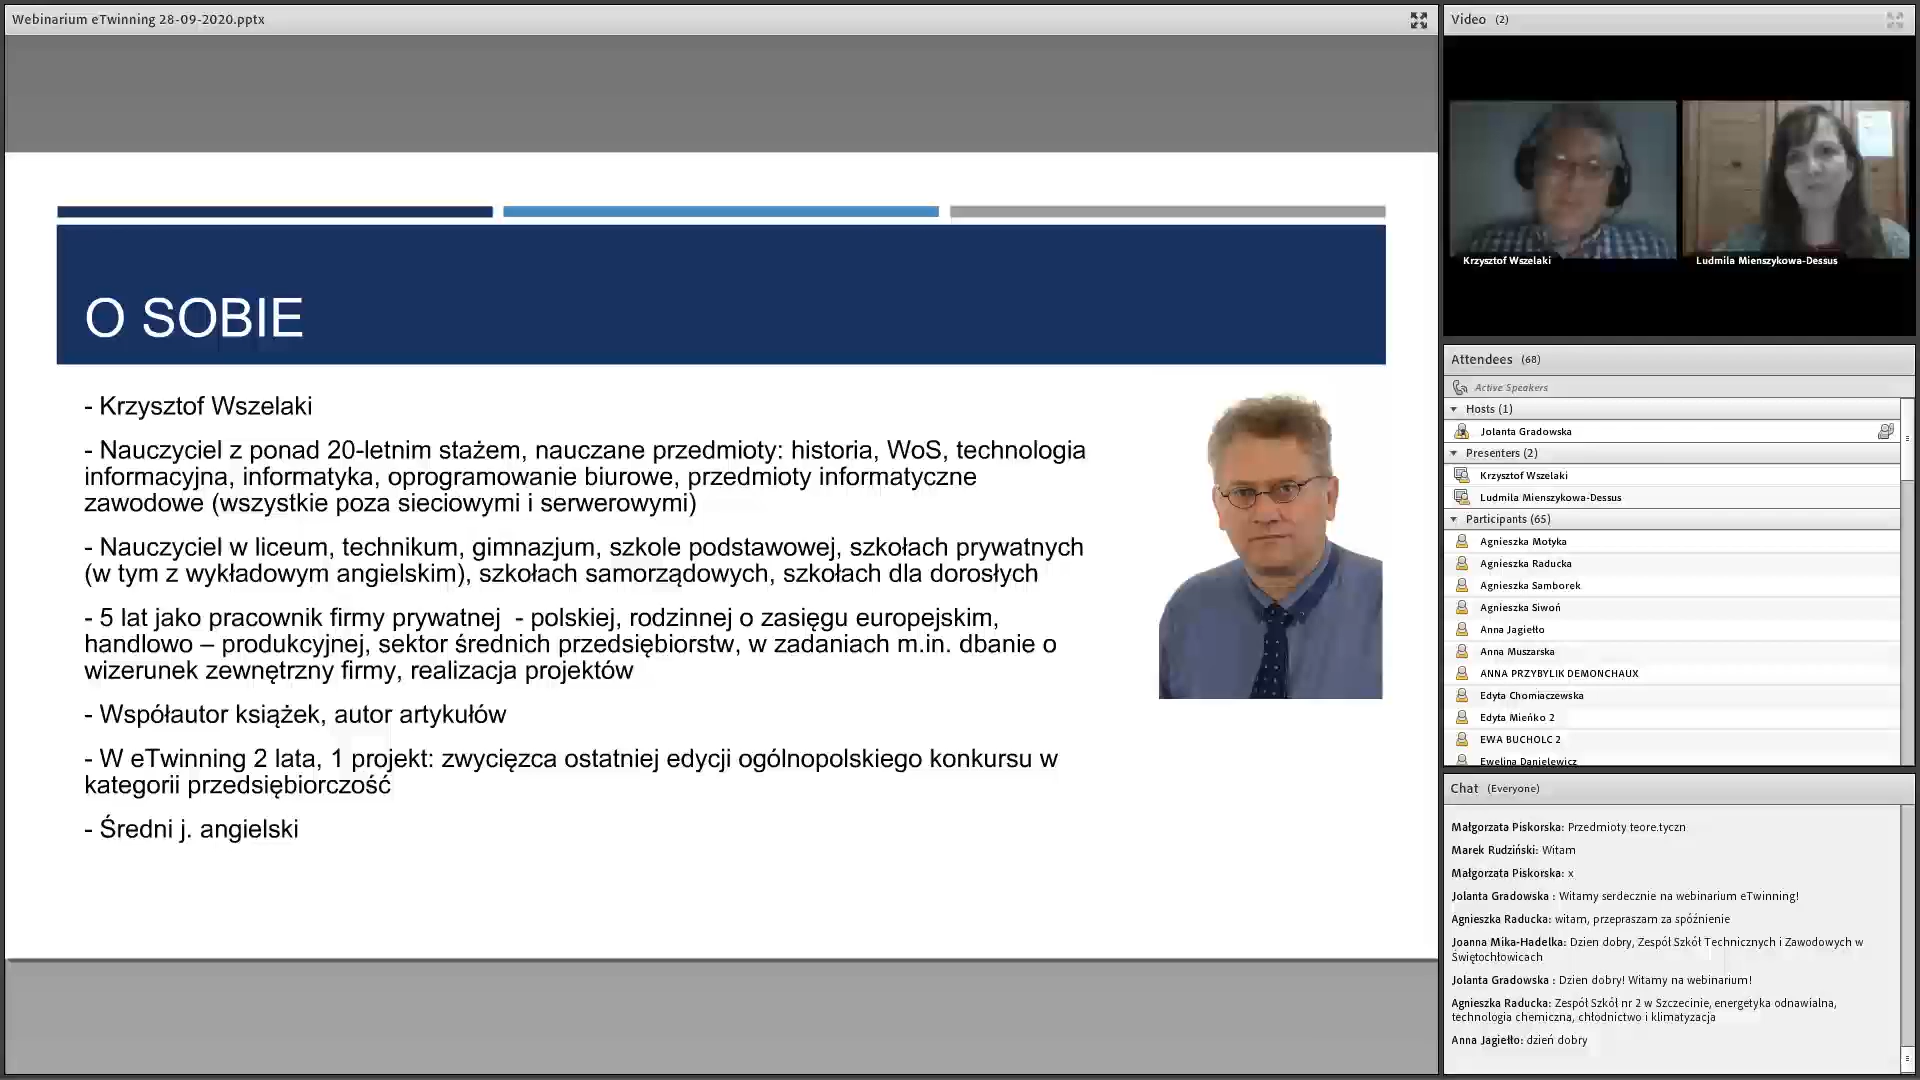 Webinarium eTwinning 28-09-2020.pptx
O SOBIE
- Krzysztof Wszelaki
- Nauczyciel z ponad 20-letnim stażem, nauczane przedmioty: historia, WoS, technologia
informacyjna, informatyka, oprogramowanie biurowe, przedmioty informatyczne
zawodowe (wszystkie poza sieciowymi i serwerowymi)
- Nauczyciel w liceum, technikum, gimnazjum, szkole podstawowej, szkołach prywatnych
(w tym z wykładowym angielskim), szkołach samorządowych, szkołach dla dorosłych
- 5 lat jako pracownik firmy prywatnej - polskiej, rodzinnej o zasięgu europejskim,
handlowo – produkcyjnej, sektor średnich przedsiębiorstw, w zadaniach m.in. dbanie o
wizerunek zewnętrzny firmy, realizacja projektów
- Współautor książek, autor artykułów
- W eTwinning 2 lata, 1 projekt: zwycięzca ostatniej edycji ogólnopolskiego konkursu w
kategorii przedsiębiorczość
- Średni j. angielski
Video (2)
Krzysztof Wszelaki
Ludmila Mienszykowa-Dessus
Attendees (68)
Active Speakers
Hosts (1)
Jolanta Gradowska
Presenters (2)
Krzysztof Wszelaki
Ludmila Mienszykowa-Dessus
Participants (65)
Agnieszka Motyka
Agnieszka Raducka
Agnieszka Samborek
Agnieszka Siwoń
Anna Jagiełło
Anna Muszarska
ANNA PRZYBYLIK DEMONCHAUX
Edyta Chomiaczewska
Edyta Mieńko 2
EWA BUCHOLC 2
Ewelina Danielewicz
Chat (Everyone)
Małgorzata Piskorska: Przedmioty teore.tyczn
Marek Rudziński: Witam
Małgorzata Piskorska: x
Jolanta Gradowska : Witamy serdecznie na webinarium eTwinning!
Agnieszka Raducka: witam, przepraszam za spóźnienie
Joanna Mika-Hadelka: Dzien dobry, Zespół Szkół Technicznych i Zawodowych w
Świętochłowicach
Jolanta Gradowska : Dzien dobry! Witamy na webinarium!
Agnieszka Raducka: Zespół Szkół nr 2 w Szczecinie, energetyka odnawialna,
technologia chemiczna, chłodnictwo i klimatyzacja
Anna Jagiełło: dzień dobry